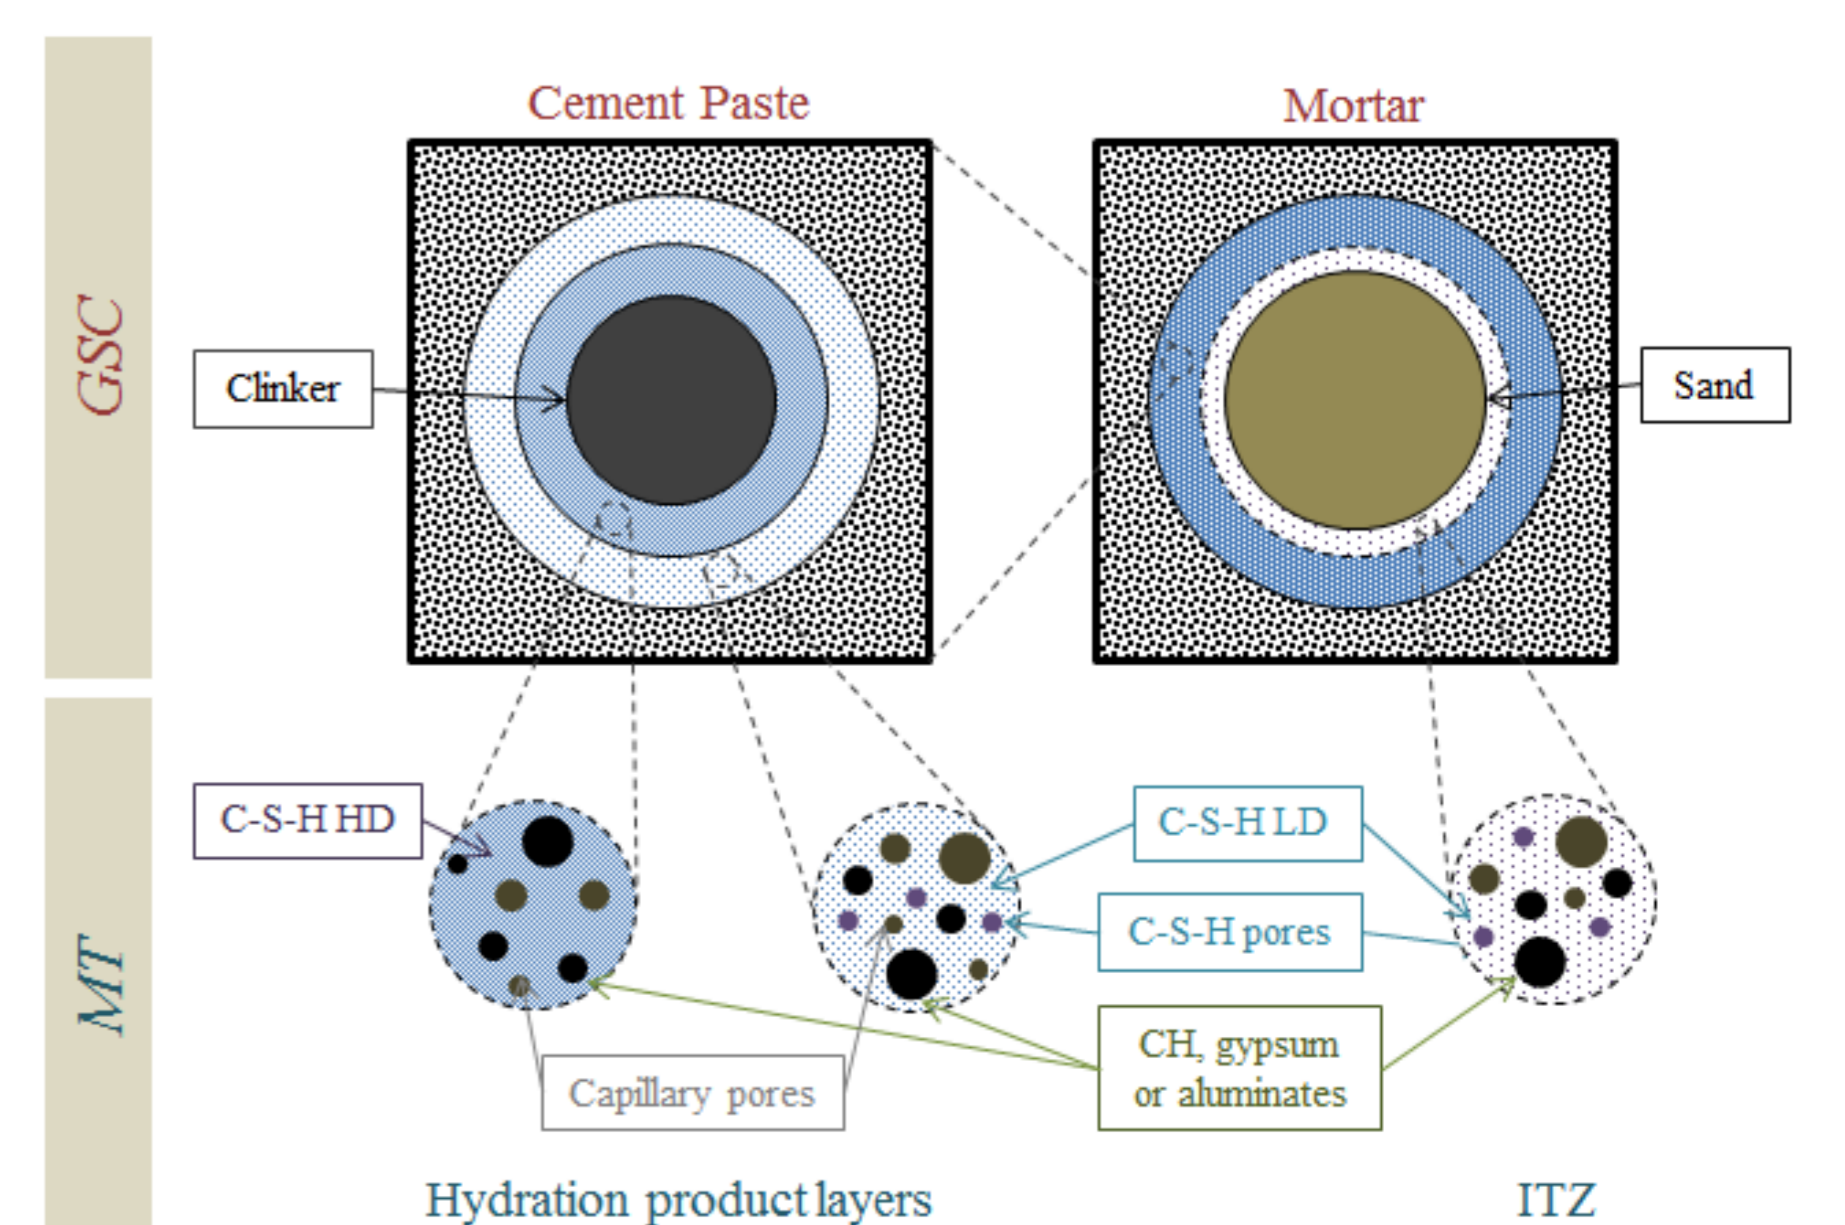 Cement Paste
Mortar
GSC
Clinker
Sand
MT
C-S-H HD
C-S-H LD
C-S-H pores
CH, gypsum
or aluminates
Capillary pores
Hydration product layers
ITZ